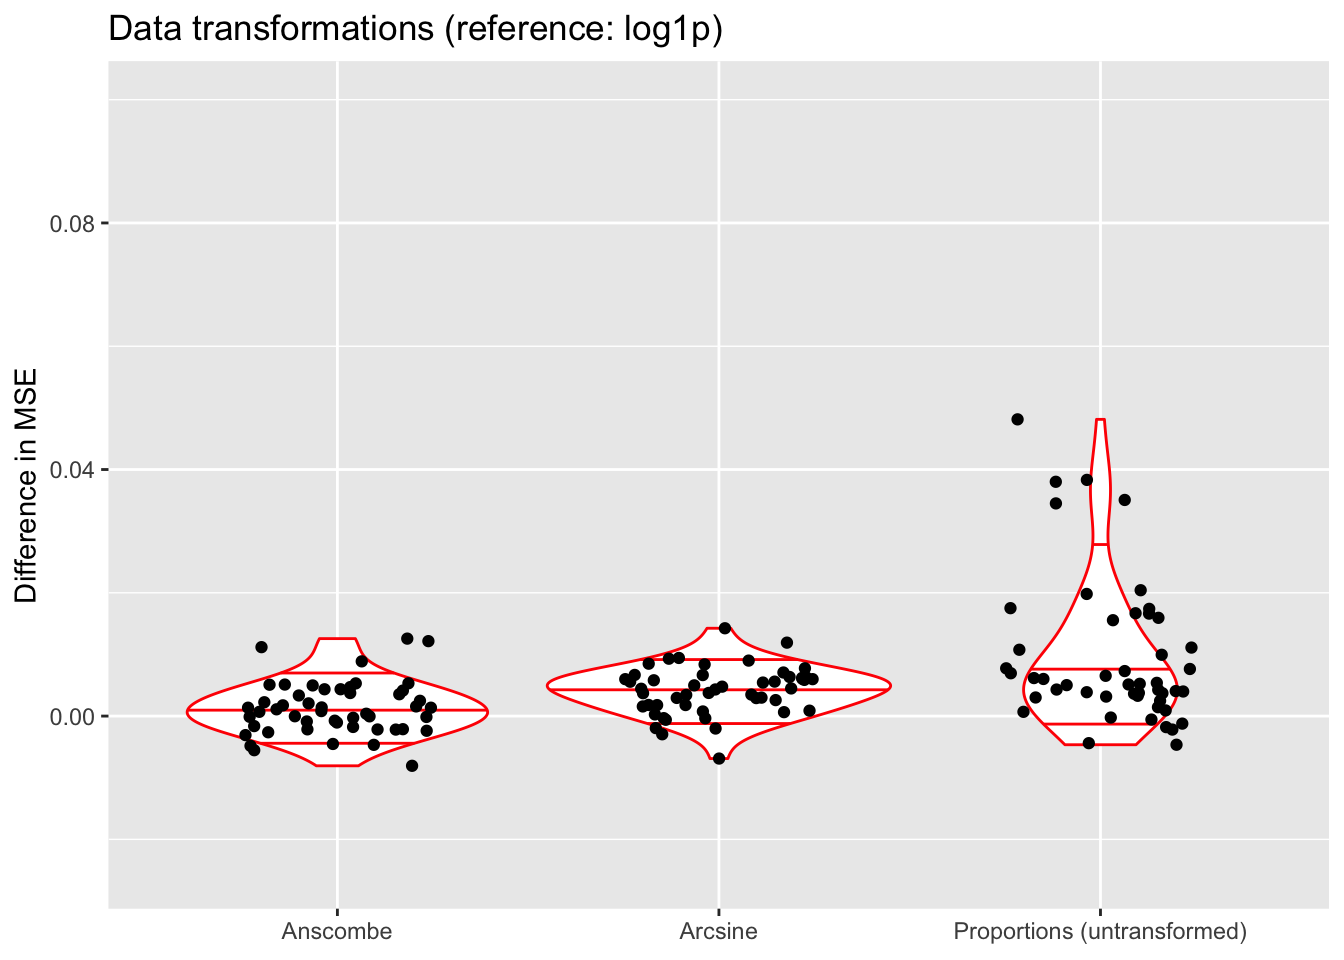 Data transformations (reference: log1p)
Difference in MSE
0.08
0.04
0.00
Anscombe
Arcsine
Proportions (untransformed)